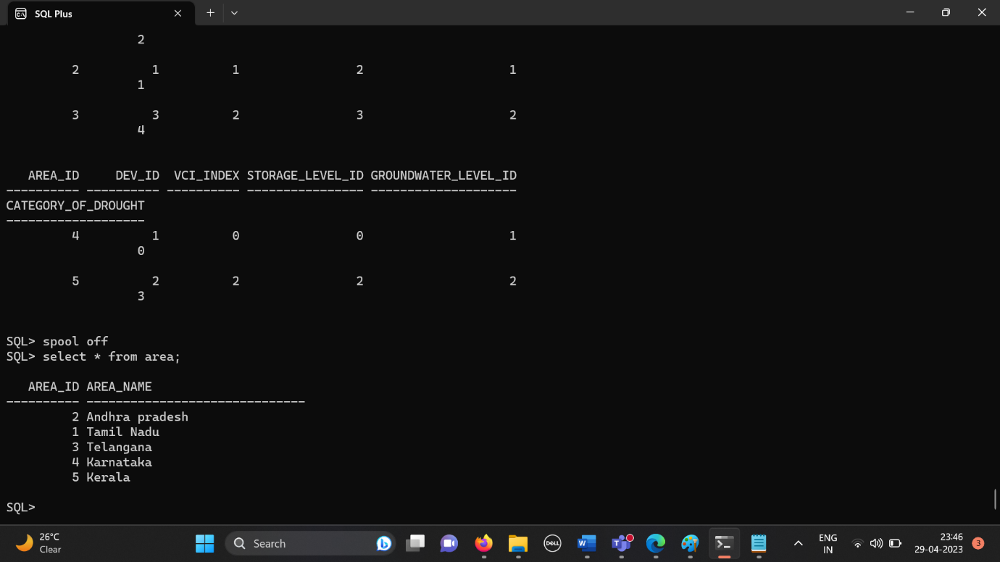 SQL Plus
2
2 1 1 2 1
1
3 3 2 3 2
4
AREA_ID DEV_ID VCI_INDEX STORAGE_LEVEL_ID GROUNDWATER_LEVEL_ID
---------- ---------- ---------- ---------------- --------------------
CATEGORY_OF_DROUGHT
-------------------
4 1 0 0 1
0
5 2 2 2 2
3
SQL> spool off
SQL> select * from area;
AREA_ID AREA_NAME
---------- ------------------------------
2 Andhra pradesh
1 Tamil Nadu
3 Telangana
4 Karnataka
5 Kerala
SQL>
26°C
Clear
Search
DELL
ENG
IN
23:46
29-04-2023
3